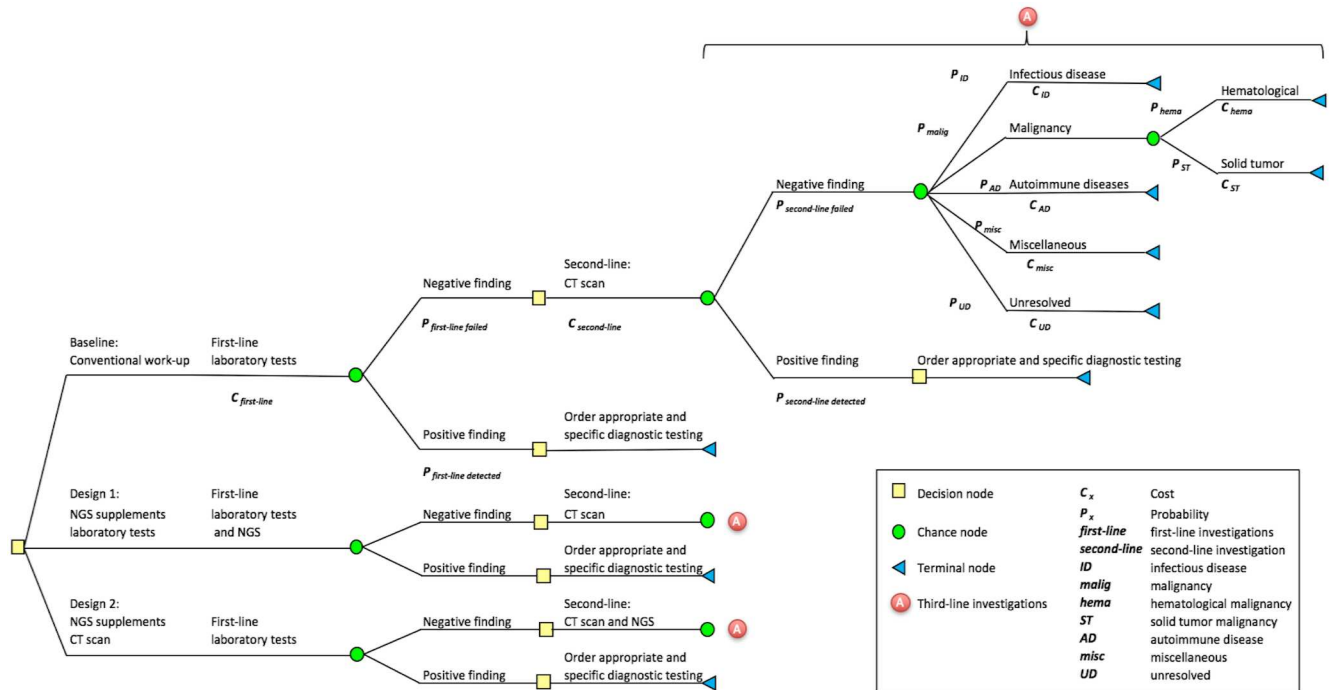 A
P ID
Infectious disease
C ID
P malig
Malignancy
P hema
Hematological
C hema
P ST
Solid tumor
C ST
Negative finding
P second-line failed
P AD
Autoimmune diseases
C AD
P misc
Miscellaneous
C misc
P UD
Unresolved
C UD
Negative finding
P first-line failed
Second-line:
CT scan
C second-line
Positive finding
P second-line detected
Order appropriate and specific diagnostic testing
Baseline:
Conventional work-up
First-line
laboratory tests
C first-line
Positive finding
P first-line detected
Order appropriate and
specific diagnostic testing
Design 1:
NGS supplements
laboratory tests
First-line
laboratory tests
and NGS
Negative finding
Second-line:
CT scan
A
Positive finding
Order appropriate and
specific diagnostic testing
Design 2:
NGS supplements
CT scan
First-line
laboratory tests
Negative finding
Second-line:
CT scan and NGS
A
Positive finding
Order appropriate and
specific diagnostic testing
Decision node
Chance node
Terminal node
A Third-line investigations
C x Cost
P x Probability
first-line first-line investigations
second-line second-line investigation
ID infectious disease
malig malignancy
hema hematological malignancy
ST solid tumor malignancy
AD autoimmune disease
misc miscellaneous
UD unresolved